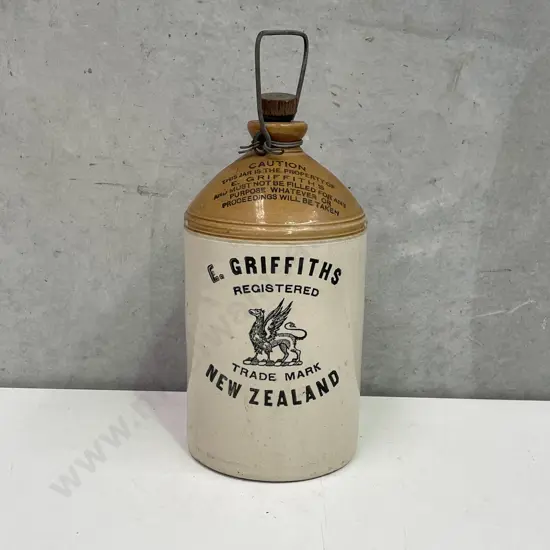 CAUTION
THIS JAR IS THE PROPERTY OF
E. GRIFFITHS
AND MUST NOT BE FILLED FOR ANY
PURPOSE WHATEVER, OR
PROCEEDINGS WILL BE TAKEN
E. GRIFFITHS
REGISTERED
TRADE MARK
NEW ZEALAND